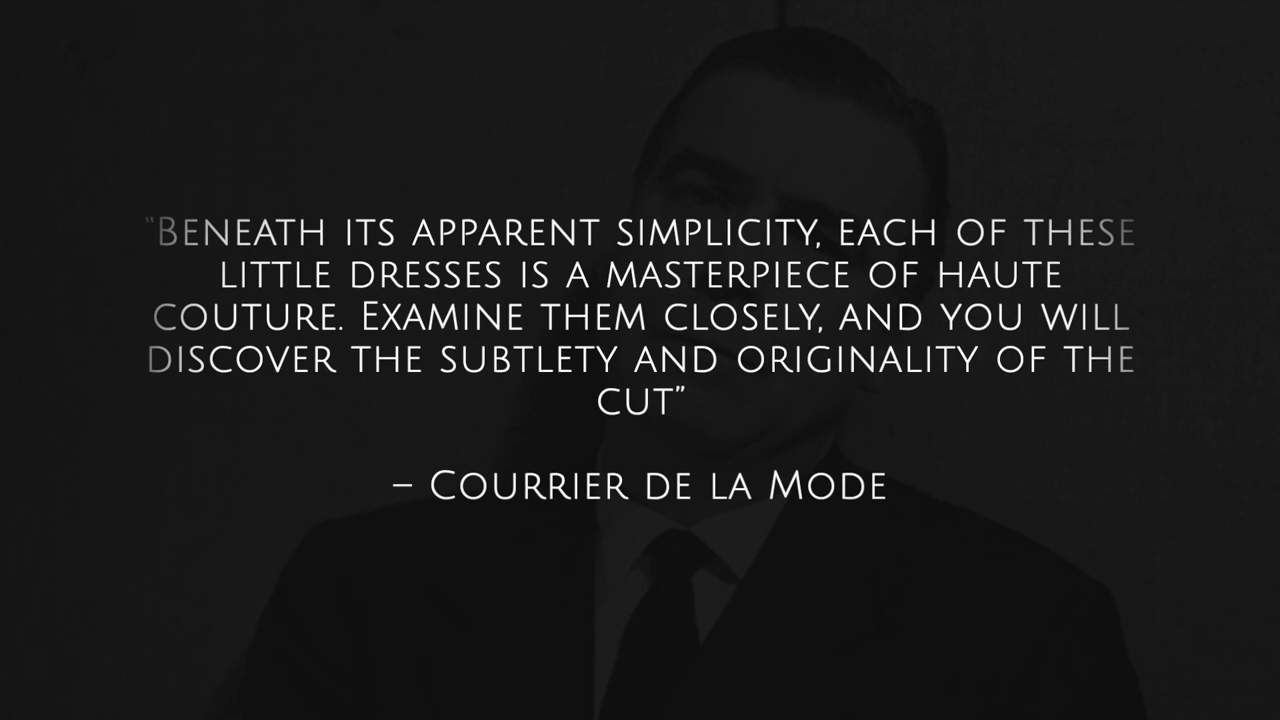 “Beneath its apparent simplicity, each of these
little dresses is a masterpiece of haute
couture. Examine them closely, and you will
discover the subtlety and originality of the
cut”
– Courrier de la Mode